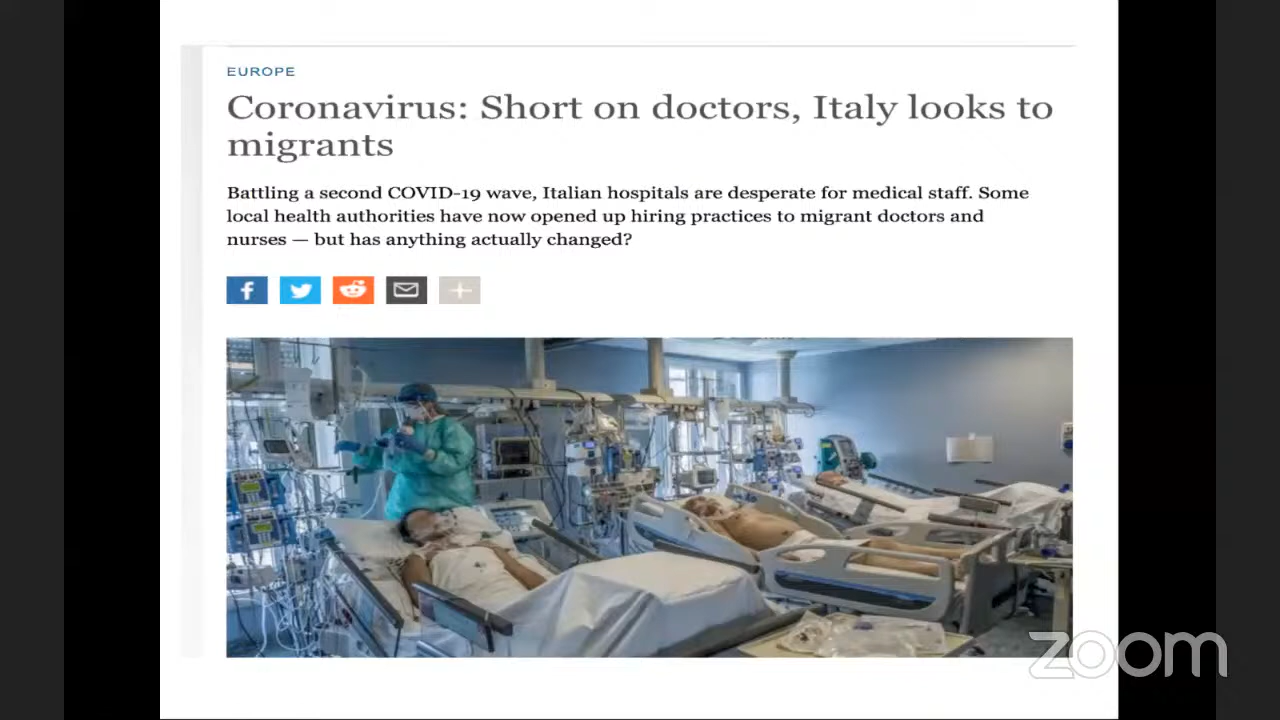 EUROPE
Coronavirus: Short on doctors, Italy looks to
migrants
Battling a second COVID-19 wave, Italian hospitals are desperate for medical staff. Some
local health authorities have now opened up hiring practices to migrant doctors and
nurses — but has anything actually changed?
zoom